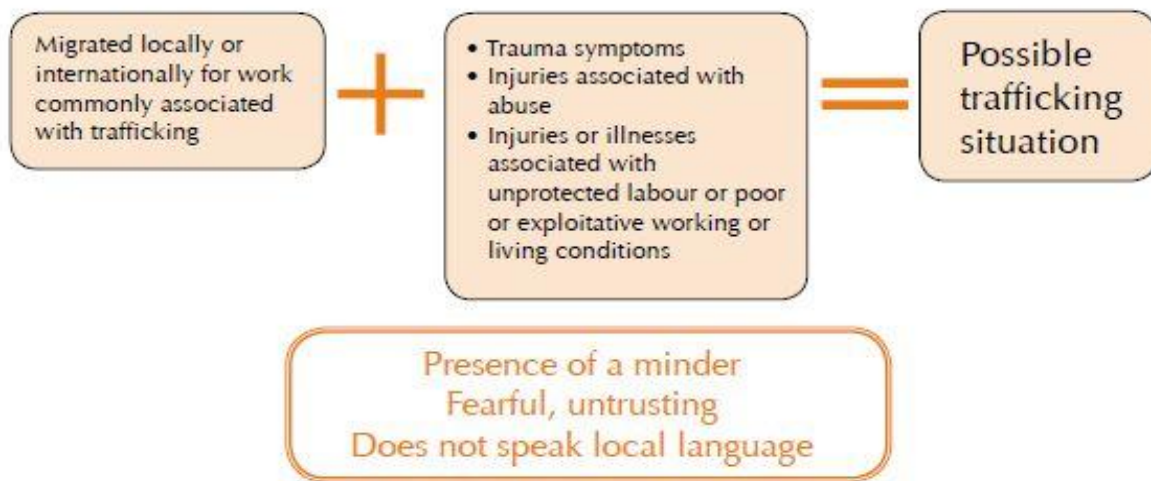 Migrated locally or
internationally for work
commonly associated
with trafficking
+
• Trauma symptoms
• Injuries associated with
abuse
• Injuries or illnesses
associated with
unprotected labour or poor
or exploitative working or
living conditions
=
Possible
trafficking
situation
Presence of a minder
Fearful, untrusting
Does not speak local language